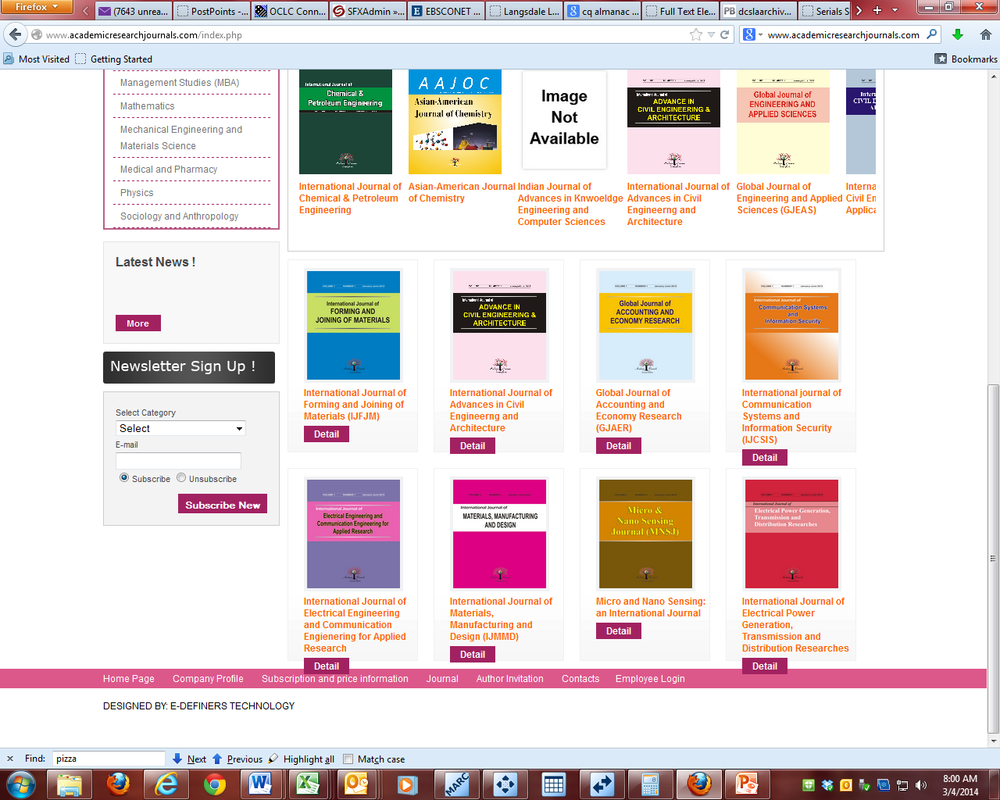 Firefox
(7643 unrea...
PostPoints -...
OCLC Conn...
SFXAdmin »...
EBSCONET ...
Langsdale L...
cq almanac ...
Full Text Ele...
dcslaarchiv...
Serials S
www.academicresearchjournals.com/index.php
www.academicresearchjournals.com
Most Visited
Getting Started
Bookmarks
Management Studies (MBA)
Mathematics
Mechanical Engineering and
Materials Science
Medical and Pharmacy
Physics
Sociology and Anthropology
International Journal of
Chemical &
Petroleum Engineering
International Journal of
Chemical & Petroleum
Engineering
AAJOC
Asian-American
Journal of Chemistry
Asian-American Journal
of Chemistry
Image
Not
Available
Indian Journal of
Advances in Knwoeldge
Engineering and
Computer Sciences
International Journal of
ADVANCE IN
CIVIL ENGINEERING &
ARCHITECTURE
International Journal of
Advances in Civil
Engineerng and
Architecture
Global Journal of
ENGINEERING AND
APPLIED SCIENCES
Global Journal of
Engineering and Applied
Sciences (GJEAS)
Interna
Civil En
Applica
Latest News !
More
Newsletter Sign Up !
Select Category
Select
E-mail
Subscribe
Unsubscribe
Subscribe New
International Journal of
FORMING AND
JOINING OF MATERIALS
International Journal of
Forming and Joining of
Materials (IJFJM)
Detail
International Journal of
ADVANCE IN
CIVIL ENGINEERING &
ARCHITECTURE
International Journal of
Advances in Civil
Engineerng and
Architecture
Detail
Global Journal of
ACCOUNTING AND
ECONOMY RESEARCH
Global Journal of
Accounting and
Economy Research
(GJAER)
Detail
International Journal of
Communication Systems
and
Information Security
International journal of
Communication
Systems and
Information Security
(IJCSIS)
Detail
International Journal of
Electrical Engineering and
Communication Engineering for
Applied Research
International Journal of
Electrical Engineering
and Communication
Engienering for Applied
Research
Detail
International Journal of
MATERIALS, MANUFACTURING
AND DESIGN
International Journal of
Materials,
Manufacturing and
Design (IJMMD)
Detail
Micro &
Nano Sensing
Journal (MNSJ)
Micro and Nano Sensing:
an International Journal
Detail
International Journal of
Electrical Power Generation,
Transmission and
Distribution Researches
International Journal of
Electrical Power
Generation,
Transmission and
Distribution Researches
Detail
Home Page
Company Profile
Subscription and price information
Journal
Author Invitation
Contacts
Employee Login
DESIGNED BY: E-DEFINERS TECHNOLOGY
Find:
pizza
Next
Previous
Highlight all
Match case
MARC
8:00 AM
3/4/2014